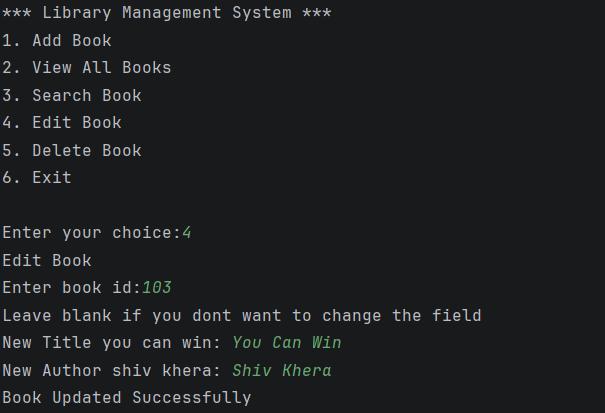 *** Library Management System ***
1. Add Book
2. View All Books
3. Search Book
4. Edit Book
5. Delete Book
6. Exit
Enter your choice:4
Edit Book
Enter book id:103
Leave blank if you dont want to change the field
New Title you can win: You Can Win
New Author shiv khera: Shiv Khera
Book Updated Successfully